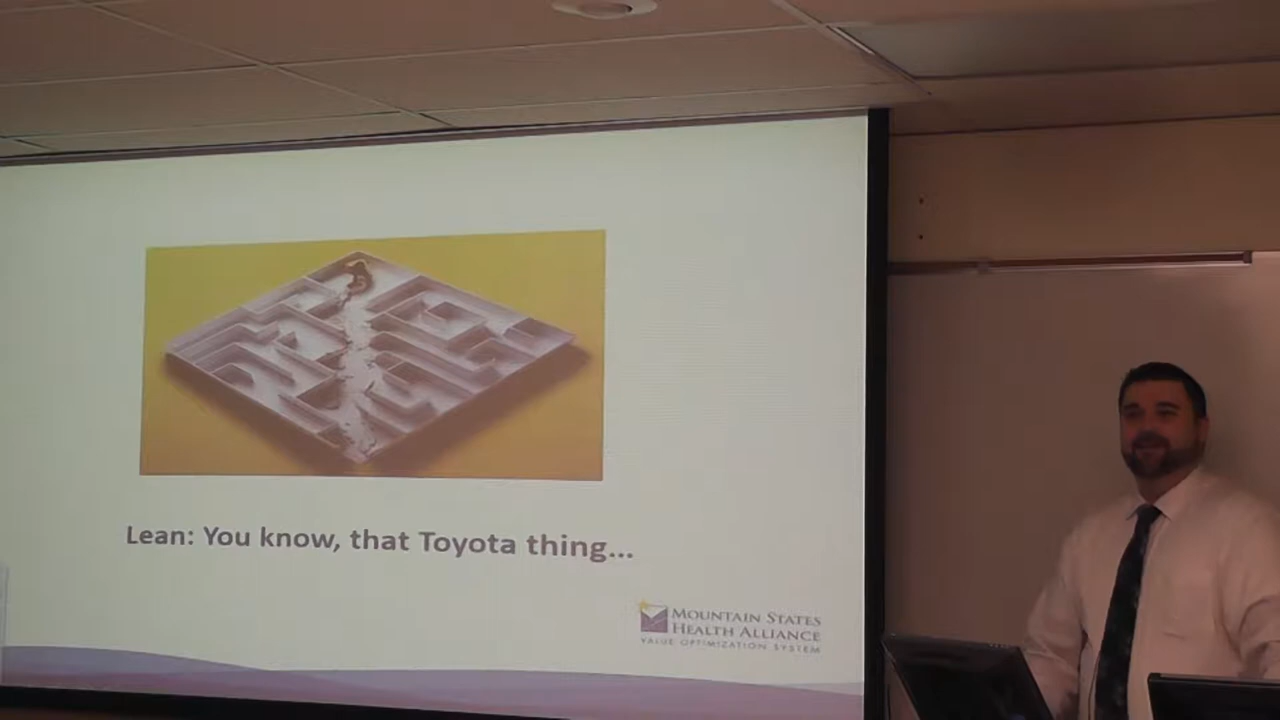 Lean: You know, that Toyota thing...
MOUNTAIN STATES
HEALTH ALLIANCE
VALUE OPTIMIZATION SYSTEM